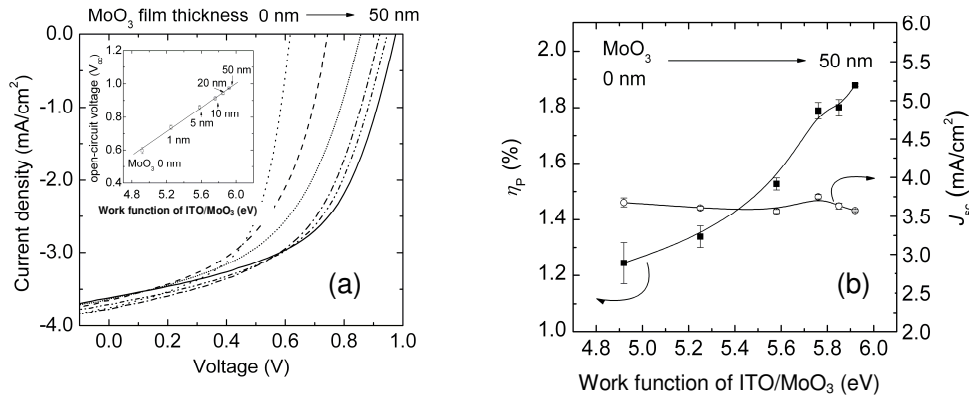 MoO₃ film thickness 0 nm 50 nm
0.0
-1.0
-2.0
-3.0
-4.0
Current density (mA/cm²)
0.0 0.2 0.4 0.6 0.8 1.0
Voltage (V)
(a)
open-circuit voltage (Voc)
1.2
1.0
0.8
0.6
0.4
50 nm
20 nm
10 nm
5 nm
1 nm
MoO₃ 0 nm
4.8 5.2 5.6 6.0
Work function of ITO/MoO₃ (eV)
MoO₃
0 nm 50 nm
2.0
1.8
1.6
1.4
1.2
1.0
ηP (%)
6.0
5.5
5.0
4.5
4.0
3.5
3.0
2.5
2.0
Jsc (mA/cm²)
(b)
4.8 5.0 5.2 5.4 5.6 5.8 6.0
Work function of ITO/MoO₃ (eV)